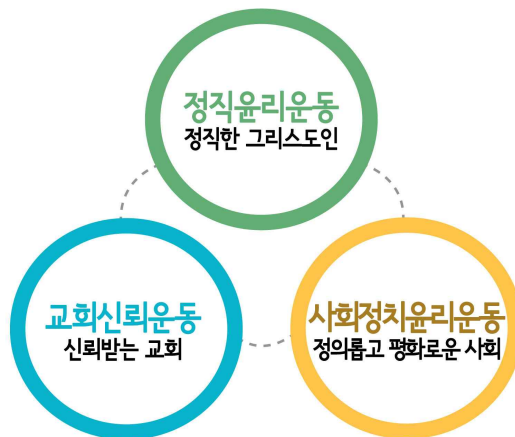 정직윤리운동
정직한 그리스도인
교회신뢰운동
신뢰받는 교회
사회정치윤리운동
정의롭고 평화로운 사회